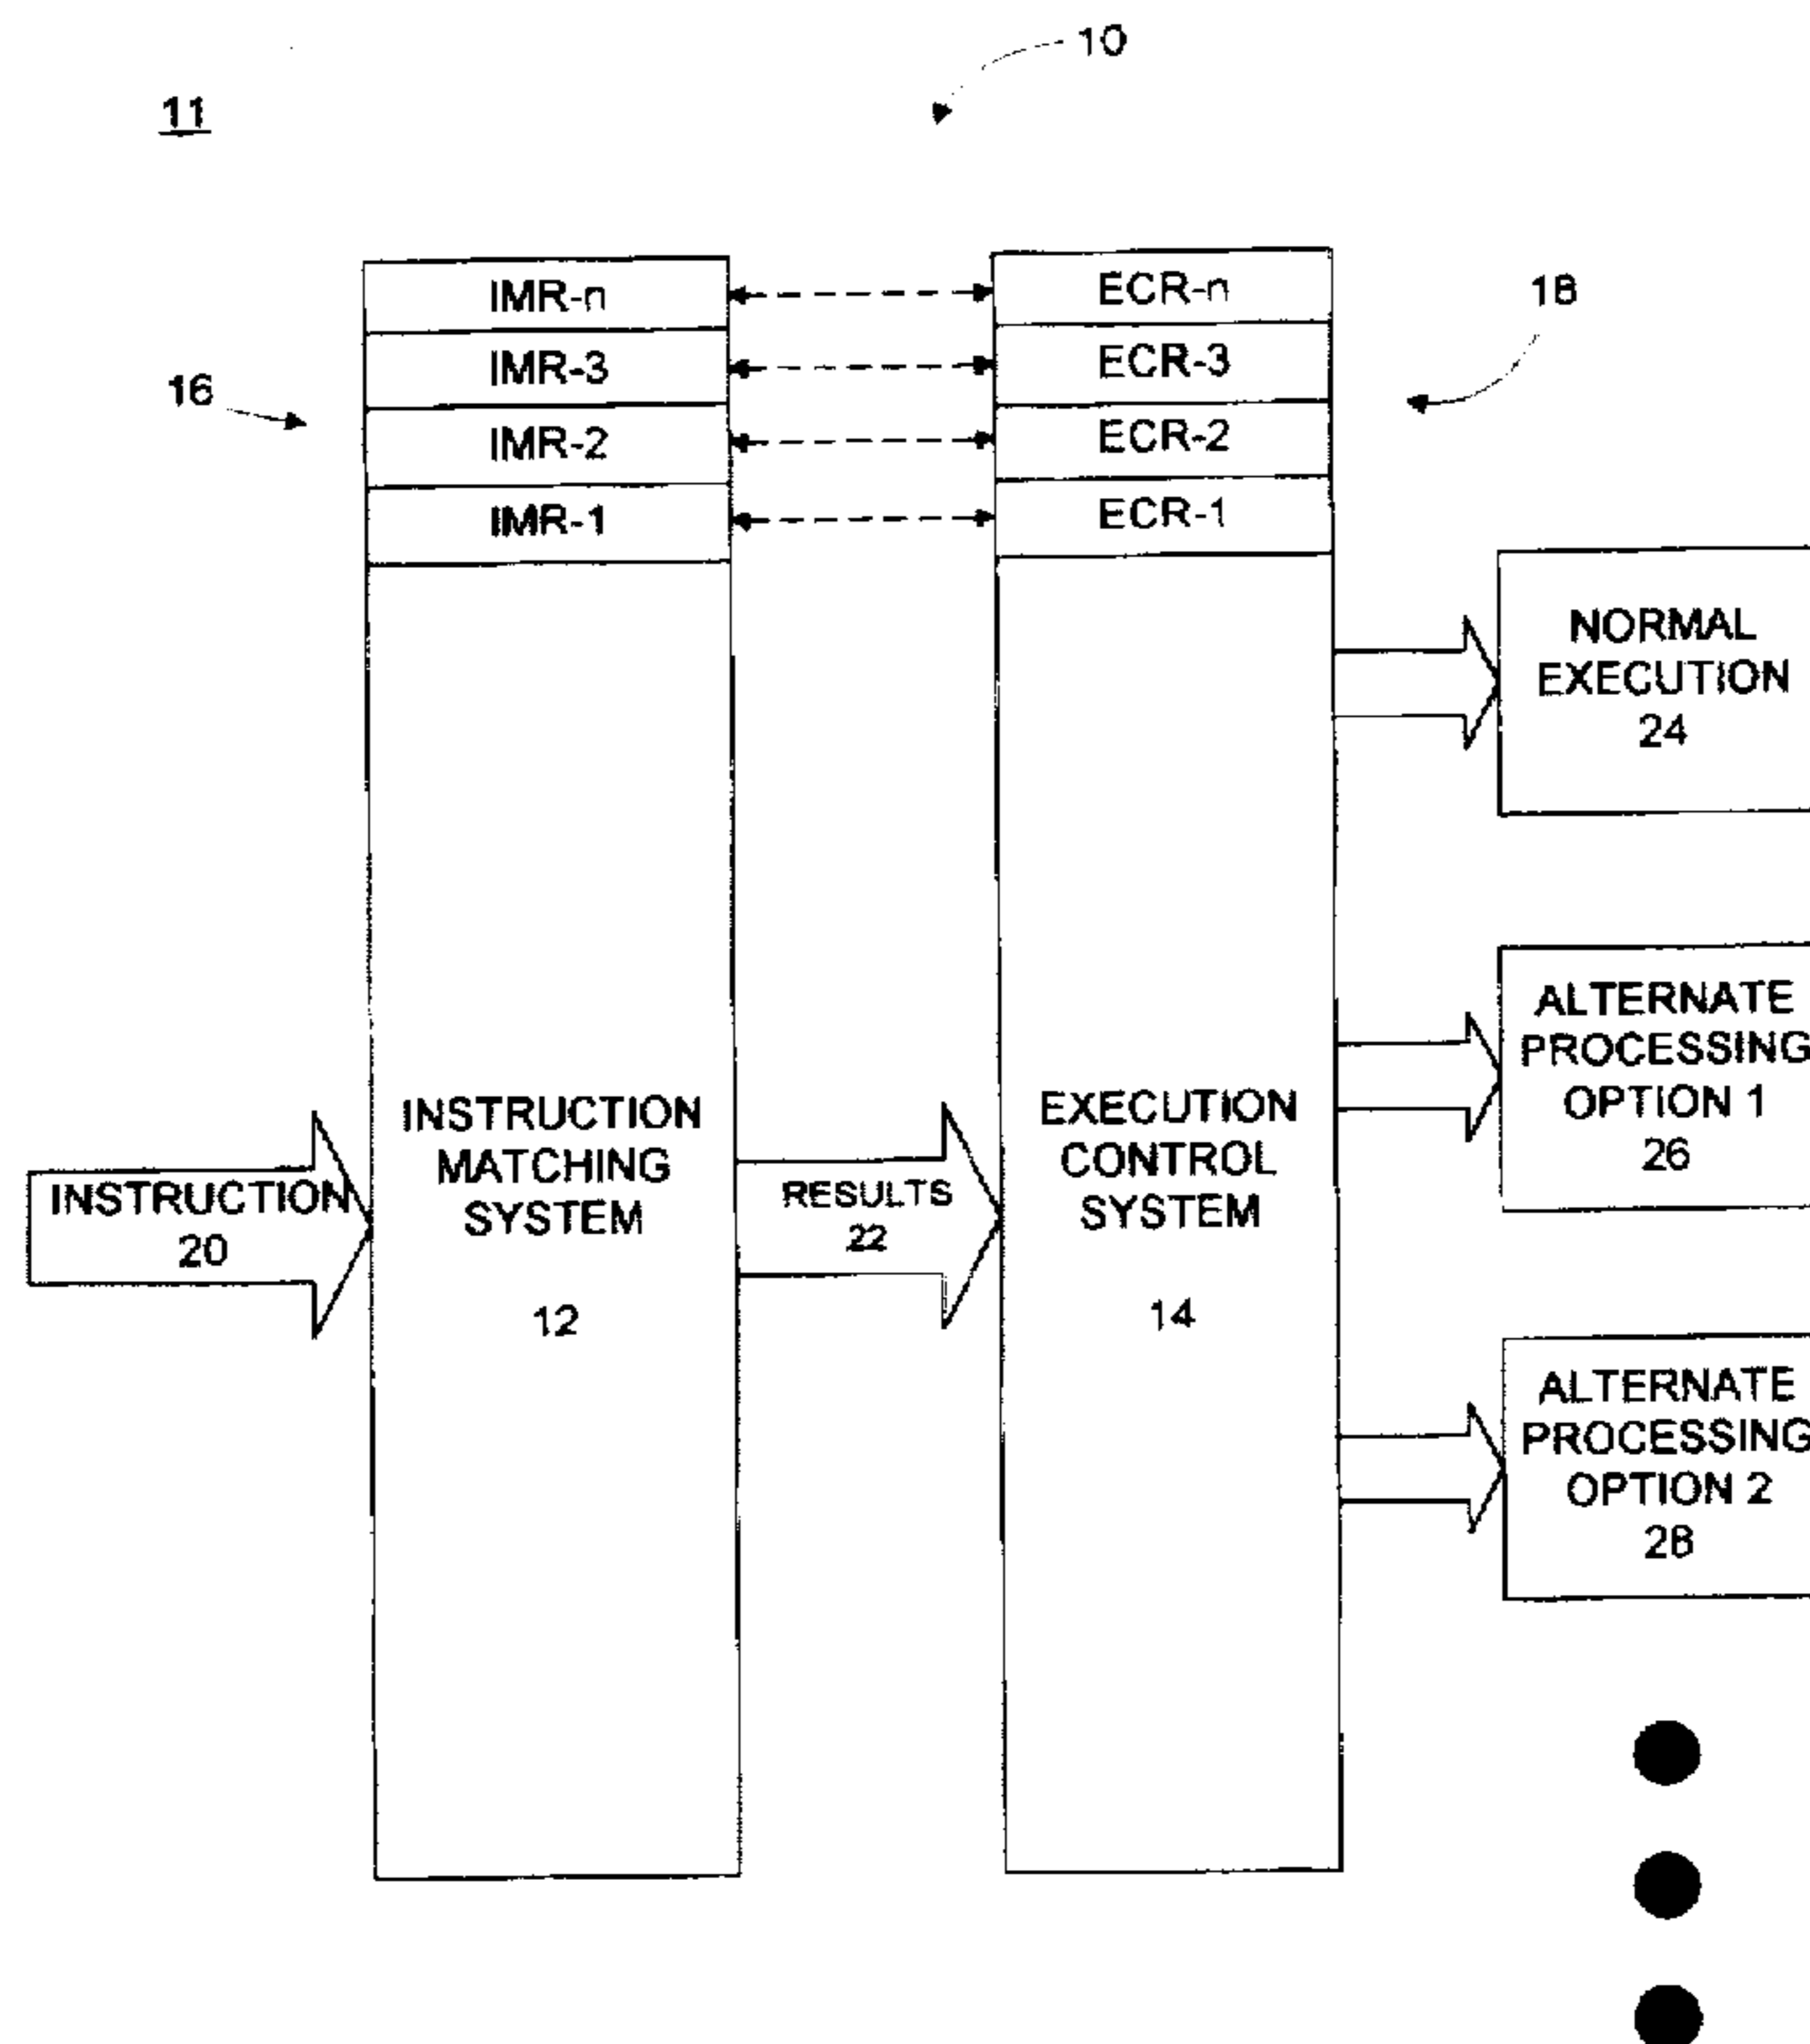 10
11
IMR-n
ECR-n
IMR-3
ECR-3
IMR-2
ECR-2
IMR-1
ECR-1
16
18
NORMAL
EXECUTION
24
ALTERNATE
PROCESSING
OPTION 1
26
INSTRUCTION
20
INSTRUCTION
MATCHING
SYSTEM
12
RESULTS
22
EXECUTION
CONTROL
SYSTEM
14
ALTERNATE
PROCESSING
OPTION 2
28